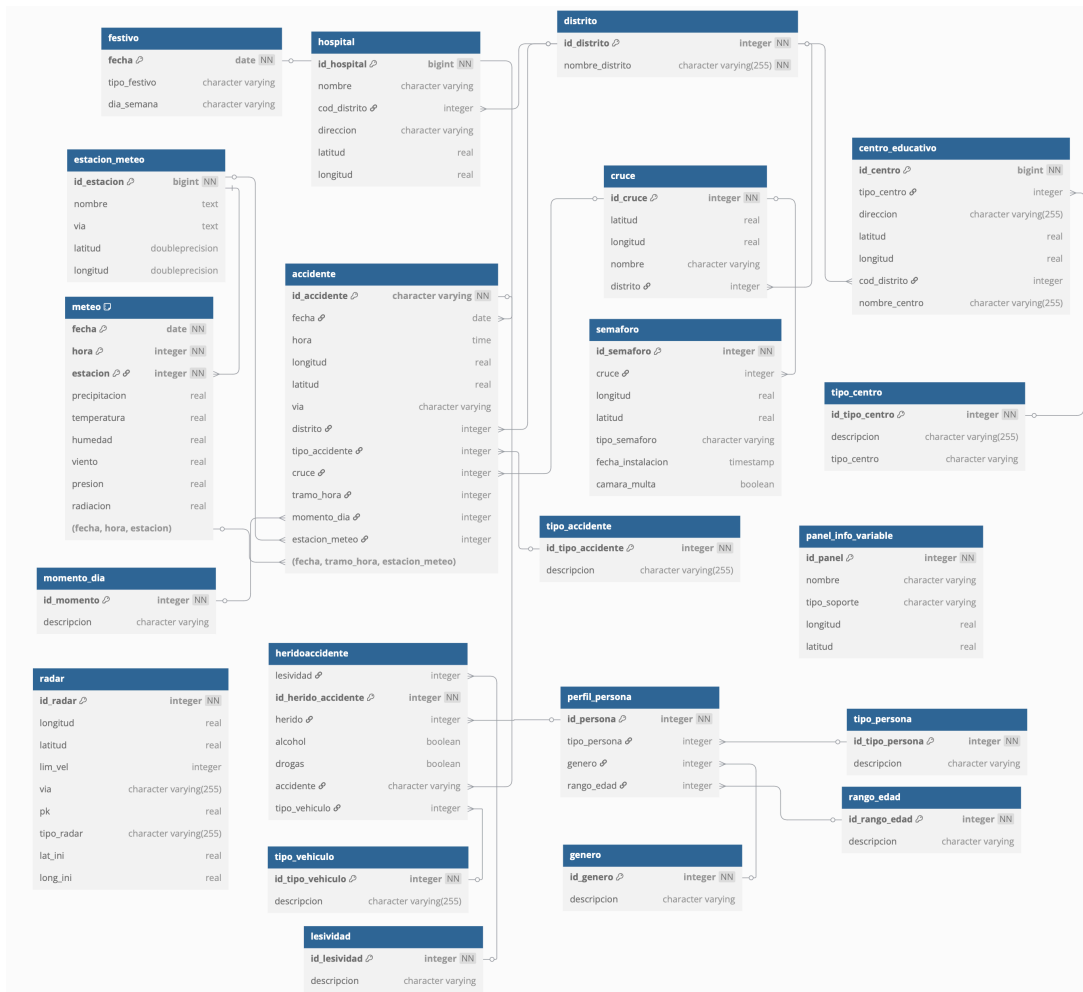 festivo
fecha date NN
tipo_festivo character varying
dia_semana character varying
hospital
id_hospital bigint NN
nombre character varying
cod_distrito integer
direccion character varying
latitud real
longitud real
distrito
id_distrito integer NN
nombre_distrito character varying(255) NN
estacion_meteo
id_estacion bigint NN
nombre text
via text
latitud doubleprecision
longitud doubleprecision
cruce
id_cruce integer NN
latitud real
longitud real
nombre character varying
distrito integer
centro_educativo
id_centro bigint NN
tipo_centro integer
direccion character varying(255)
latitud real
longitud real
cod_distrito integer
nombre_centro character varying(255)
meteo
fecha date NN
hora integer NN
estacion integer NN
precipitacion real
temperatura real
humedad real
viento real
presion real
radiacion real
(fecha, hora, estacion)
accidente
id_accidente character varying NN
fecha date
hora time
longitud real
latitud real
via character varying
distrito integer
tipo_accidente integer
cruce integer
tramo_hora integer
momento_dia integer
estacion_meteo integer
(fecha, tramo_hora, estacion_meteo)
semaforo
id_semaforo integer NN
cruce integer
longitud real
latitud real
tipo_semaforo character varying
fecha_instalacion timestamp
camara_multa boolean
tipo_centro
id_tipo_centro integer NN
descripcion character varying(255)
tipo_centro character varying
tipo_accidente
id_tipo_accidente integer NN
descripcion character varying(255)
panel_info_variable
id_panel integer NN
nombre character varying
tipo_soporte character varying
longitud real
latitud real
momento_dia
id_momento integer NN
descripcion character varying
radar
id_radar integer NN
longitud real
latitud real
lim_vel integer
via character varying(255)
pk real
tipo_radar character varying(255)
lat_ini real
long_ini real
heridoaccidente
lesividad integer
id_herido_accidente integer NN
herido integer
alcohol boolean
drogas boolean
accidente character varying
tipo_vehiculo integer
perfil_persona
id_persona integer NN
tipo_persona integer
genero integer
rango_edad integer
tipo_persona
id_tipo_persona integer NN
descripcion character varying
rango_edad
id_rango_edad integer NN
descripcion character varying
tipo_vehiculo
id_tipo_vehiculo integer NN
descripcion character varying(255)
genero
id_genero integer NN
descripcion character varying
lesividad
id_lesividad integer NN
descripcion character varying